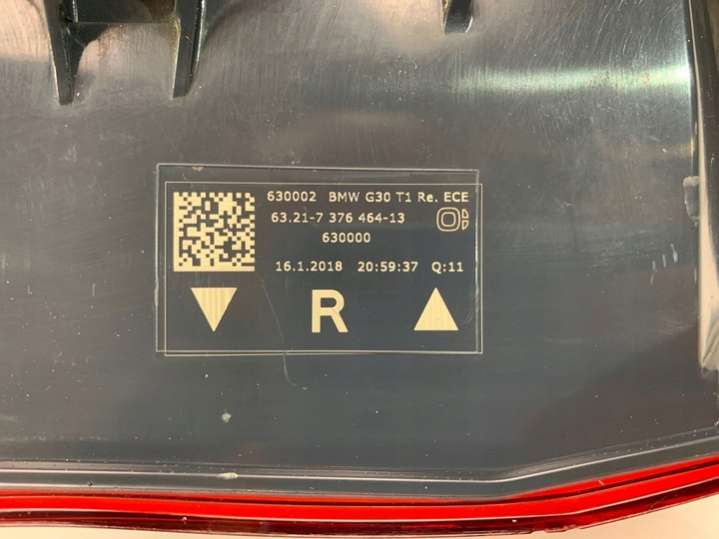 630002 BMW G30 T1 Re. ECE
63.21-7 376 464-13
630000
16.1.2018 20:59:37 Q:11
R